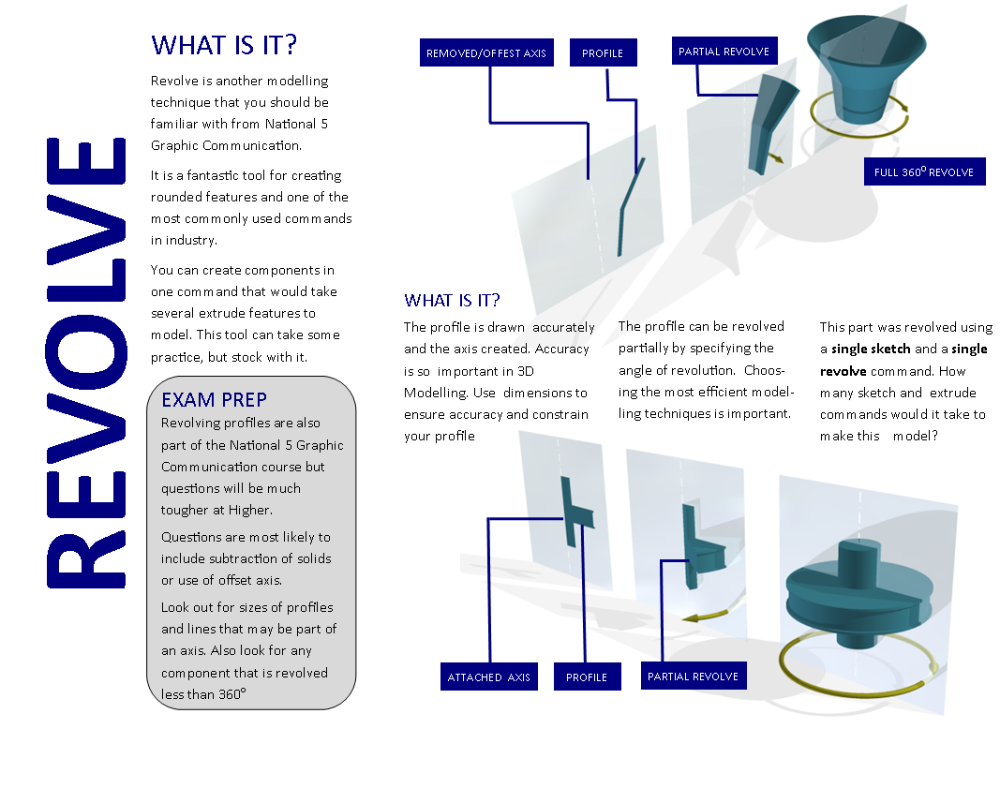 REVOLVE
WHAT IS IT?
Revolve is another modelling
technique that you should be
familiar with from National 5
Graphic Communication.
It is a fantastic tool for creating
rounded features and one of the
most commonly used commands
in industry.
You can create components in
one command that would take
several extrude features to
model. This tool can take some
practice, but stock with it.
EXAM PREP
Revolving profiles are also
part of the National 5 Graphic
Communication course but
questions will be much
tougher at Higher.
Questions are most likely to
include subtraction of solids
or use of offset axis.
Look out for sizes of profiles
and lines that may be part of
an axis. Also look for any
component that is revolved
less than 360º
REMOVED/OFFEST AXIS
PROFILE
PARTIAL REVOLVE
FULL 360º REVOLVE
WHAT IS IT?
The profile is drawn accurately
and the axis created. Accuracy
is so important in 3D
Modelling. Use dimensions to
ensure accuracy and constrain
your profile
The profile can be revolved
partially by specifying the
angle of revolution. Choos-
ing the most efficient model-
ling techniques is important.
This part was revolved using
a single sketch and a single
revolve command. How
many sketch and extrude
commands would it take to
make this model?
ATTACHED AXIS
PROFILE
PARTIAL REVOLVE